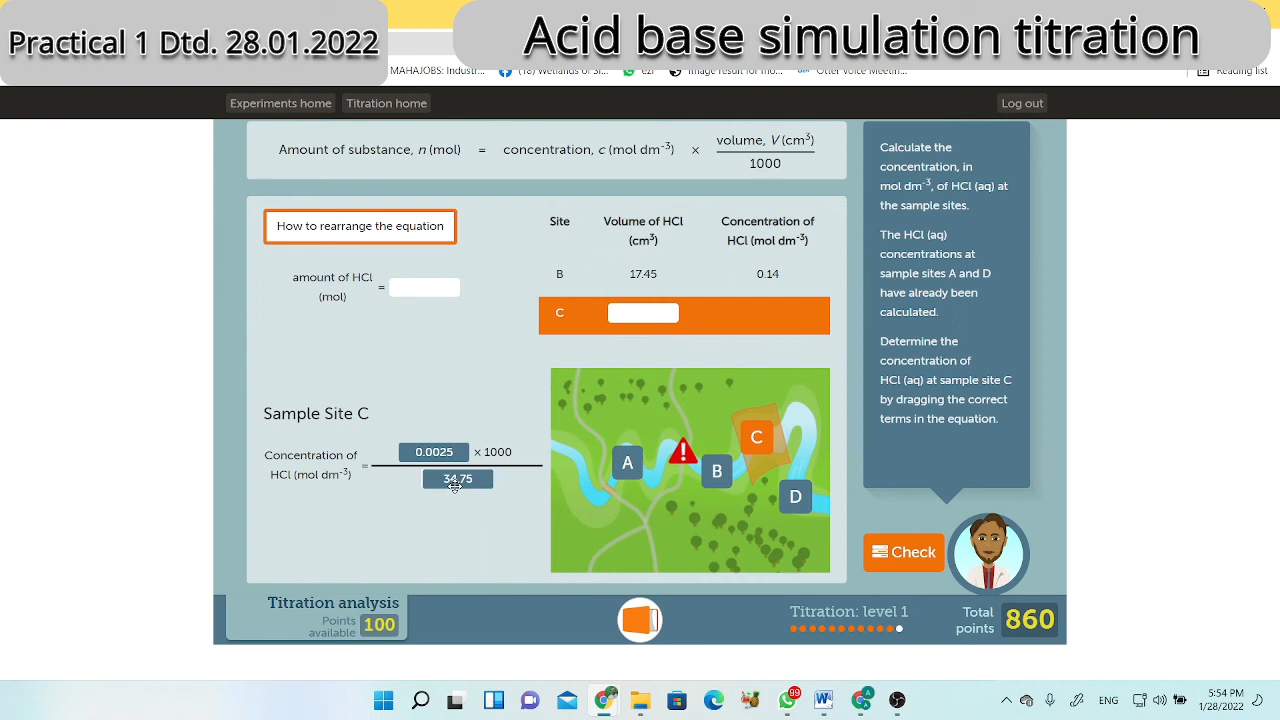 Practical 1 Dtd. 28.01.2022
Acid base simulation titration
MAHAJOBS: Indust...
Reading list
Experiments home
Titration home
Log out
Amount of substance, n (mol) = concentration, c (mol dm⁻³) × volume, V (cm³)
1000
How to rearrange the equation
amount of HCl
(mol)
=
Site
Volume of HCl
(cm³)
Concentration of
HCl (mol dm⁻³)
B
17.45
0.14
C
Sample Site C
Concentration of
HCl (mol dm⁻³)
=
0.0025 × 1000
34.75
A
B
C
D
!
Calculate the
concentration, in
mol dm⁻³, of HCl (aq) at
the sample sites.
The HCl (aq)
concentrations at
sample sites A and D
have already been
calculated.
Determine the
concentration of
HCl (aq) at sample site C
by dragging the correct
terms in the equation.
Check
Titration analysis
Points
available
100
Titration: level 1
Total
points
860
99
ENG
5:54 PM
1/28/2022